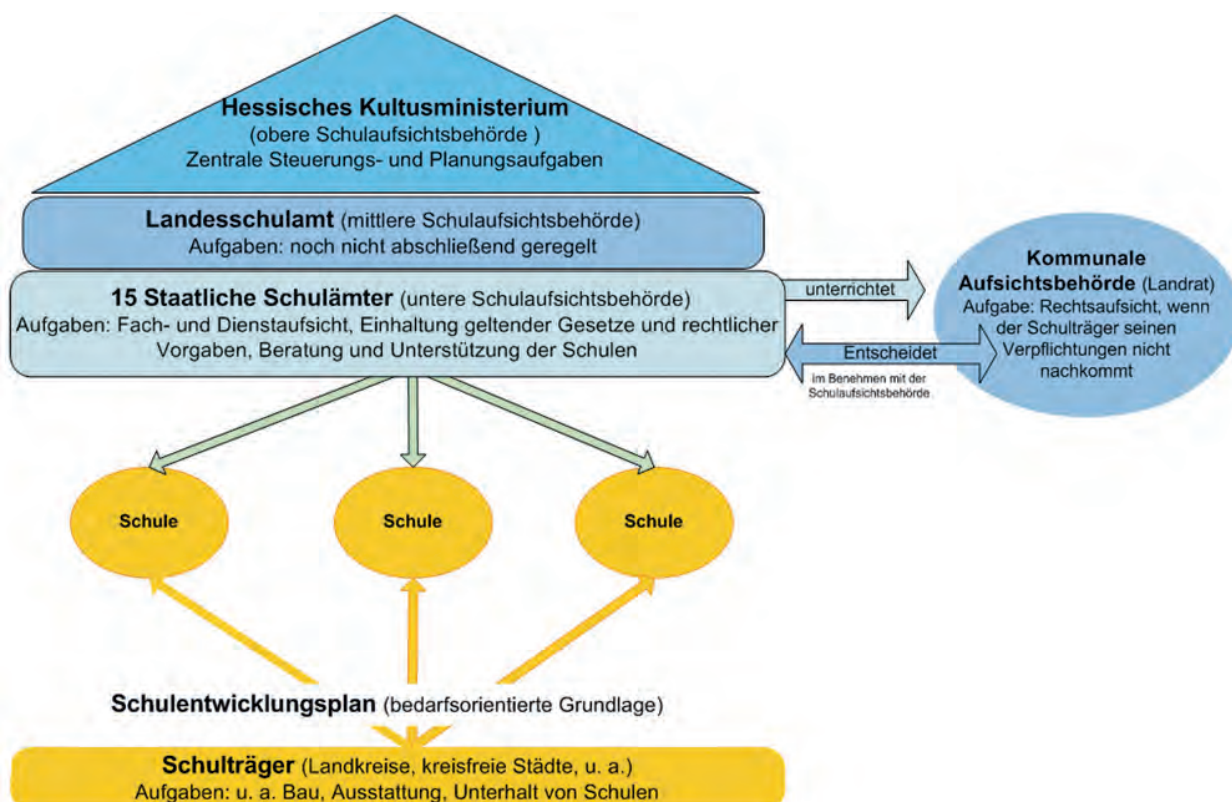 Hessisches Kultusministerium
(obere Schulaufsichtsbehörde )
Zentrale Steuerungs- und Planungsaufgaben
Landesschulamt (mittlere Schulaufsichtsbehörde)
Aufgaben: noch nicht abschließend geregelt
15 Staatliche Schulämter (untere Schulaufsichtsbehörde)
Aufgaben: Fach- und Dienstaufsicht, Einhaltung geltender Gesetze und rechtlicher
Vorgaben, Beratung und Unterstützung der Schulen
unterrichtet
Entscheidet
im Benehmen mit der
Schulaufsichtsbehörde
Kommunale
Aufsichtsbehörde (Landrat)
Aufgabe: Rechtsaufsicht, wenn
der Schulträger seinen
Verpflichtungen nicht
nachkommt
Schule
Schule
Schule
Schulentwicklungsplan (bedarfsorientierte Grundlage)
Schulträger (Landkreise, kreisfreie Städte, u. a.)
Aufgaben: u. a. Bau, Ausstattung, Unterhalt von Schulen